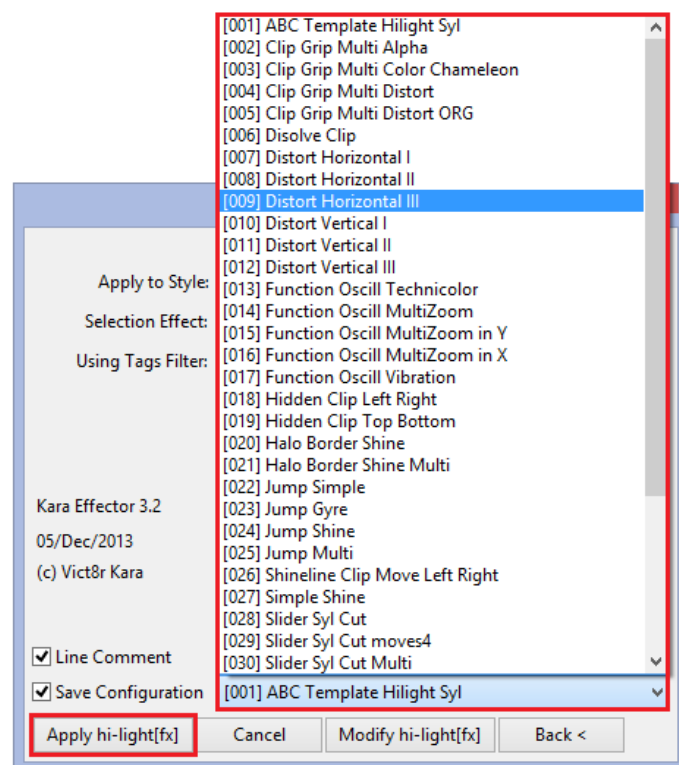 [001] ABC Template Hilight Syl
[002] Clip Grip Multi Alpha
[003] Clip Grip Multi Color Chameleon
[004] Clip Grip Multi Distort
[005] Clip Grip Multi Distort ORG
[006] Disolve Clip
[007] Distort Horizontal I
[008] Distort Horizontal II
[009] Distort Horizontal III
[010] Distort Vertical I
[011] Distort Vertical II
[012] Distort Vertical III
[013] Function Oscill Technicolor
[014] Function Oscill MultiZoom
[015] Function Oscill MultiZoom in Y
[016] Function Oscill MultiZoom in X
[017] Function Oscill Vibration
[018] Hidden Clip Left Right
[019] Hidden Clip Top Bottom
[020] Halo Border Shine
[021] Halo Border Shine Multi
[022] Jump Simple
[023] Jump Gyre
[024] Jump Shine
[025] Jump Multi
[026] Shineline Clip Move Left Right
[027] Simple Shine
[028] Slider Syl Cut
[029] Slider Syl Cut moves4
[030] Slider Syl Cut Multi
Apply to Style:
Selection Effect:
Using Tags Filter:
Kara Effector 3.2
05/Dec/2013
(c) Vict8r Kara
Line Comment
Save Configuration
[001] ABC Template Hilight Syl
Apply hi-light[fx]
Cancel
Modify hi-light[fx]
Back <